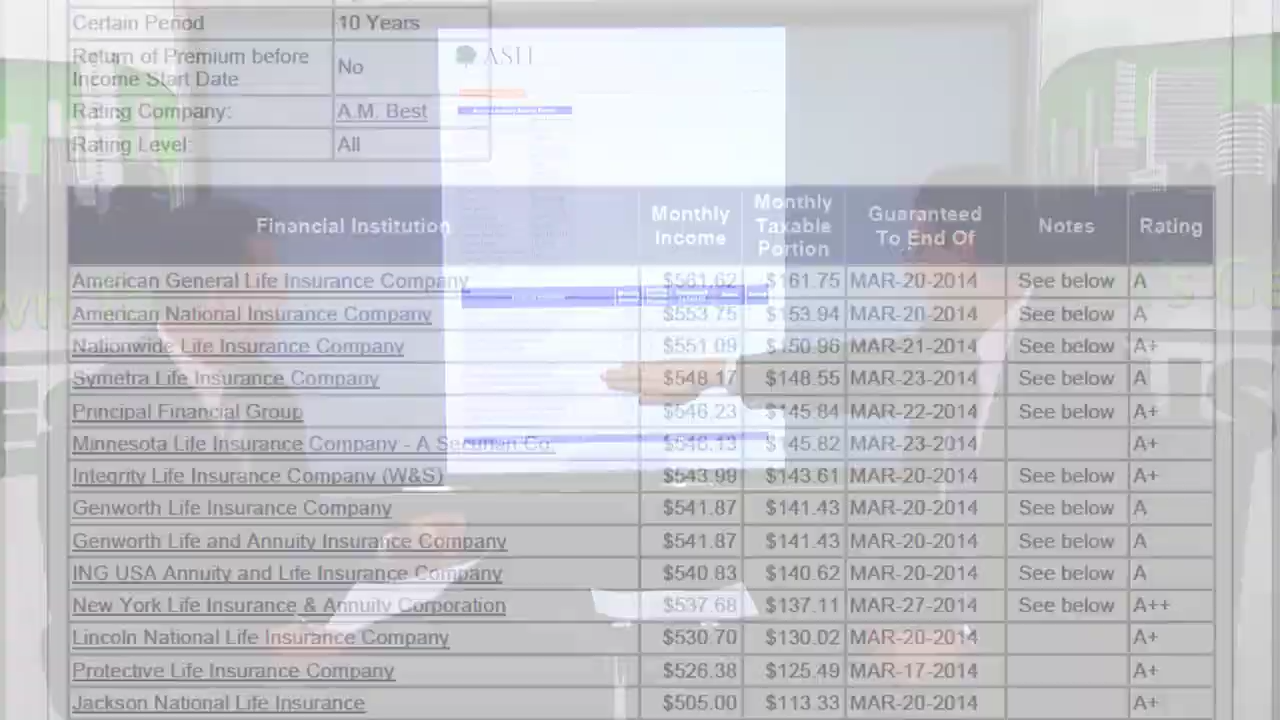 Certain Period 10 Years
Return of Premium before
Income Start Date No
Rating Company: A.M. Best
Rating Level: All
ASH
Financial Institution Monthly Income Monthly Taxable Portion Guaranteed To End Of Notes Rating
American General Life Insurance Company $561.62 $161.75 MAR-20-2014 See below A
American National Insurance Company $553.75 $153.94 MAR-20-2014 See below A
Nationwide Life Insurance Company $551.09 $150.96 MAR-21-2014 See below A+
Symetra Life Insurance Company $548.17 $148.55 MAR-23-2014 See below A
Principal Financial Group $546.23 $145.84 MAR-22-2014 See below A+
Minnesota Life Insurance Company - A Securian Co. $546.13 $145.82 MAR-23-2014 A+
Integrity Life Insurance Company (W&S) $543.99 $143.61 MAR-20-2014 See below A+
Genworth Life Insurance Company $541.87 $141.43 MAR-20-2014 See below A
Genworth Life and Annuity Insurance Company $541.87 $141.43 MAR-20-2014 See below A
ING USA Annuity and Life Insurance Company $540.83 $140.62 MAR-20-2014 See below A
New York Life Insurance & Annuity Corporation $537.68 $137.11 MAR-27-2014 See below A++
Lincoln National Life Insurance Company $530.70 $130.02 MAR-20-2014 A+
Protective Life Insurance Company $526.38 $125.49 MAR-17-2014 A+
Jackson National Life Insurance $505.00 $113.33 MAR-20-2014 A+